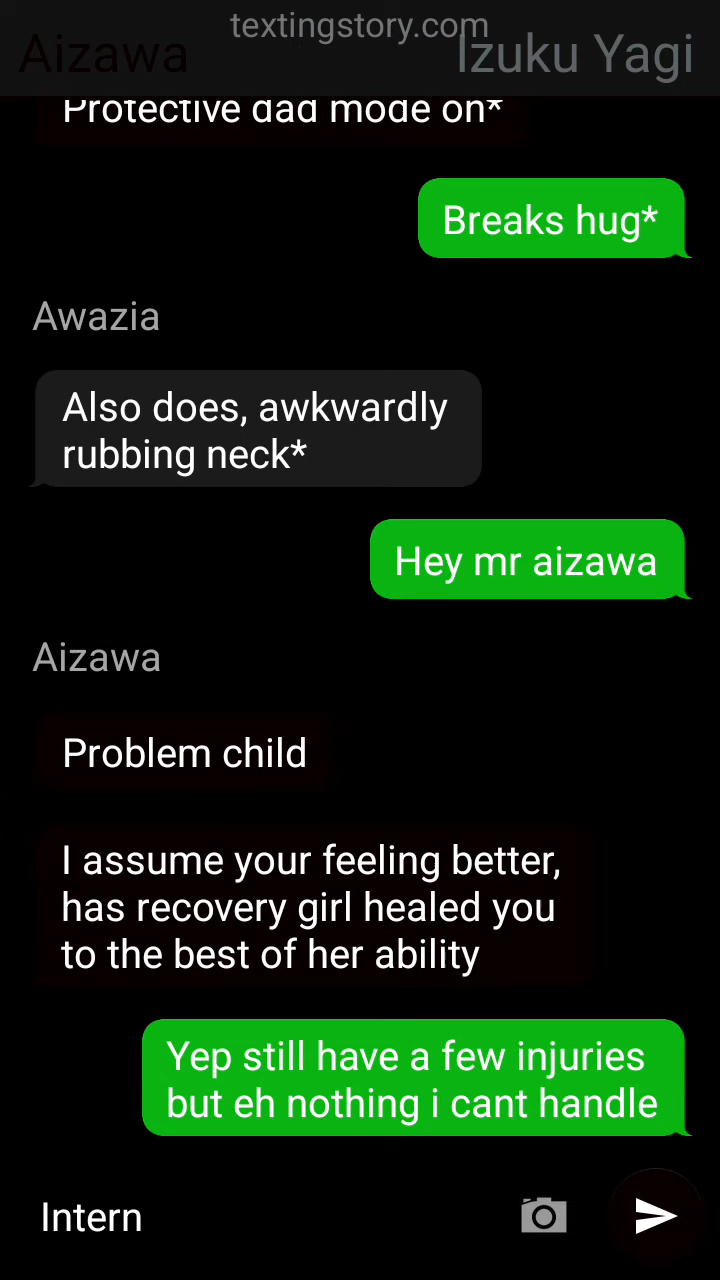 textingstory.com
Aizawa
Izuku Yagi
Protective dad mode on*
Breaks hug*
Awazia
Also does, awkwardly
rubbing neck*
Hey mr aizawa
Aizawa
Problem child
I assume your feeling better,
has recovery girl healed you
to the best of her ability
Yep still have a few injuries
but eh nothing i cant handle
Intern